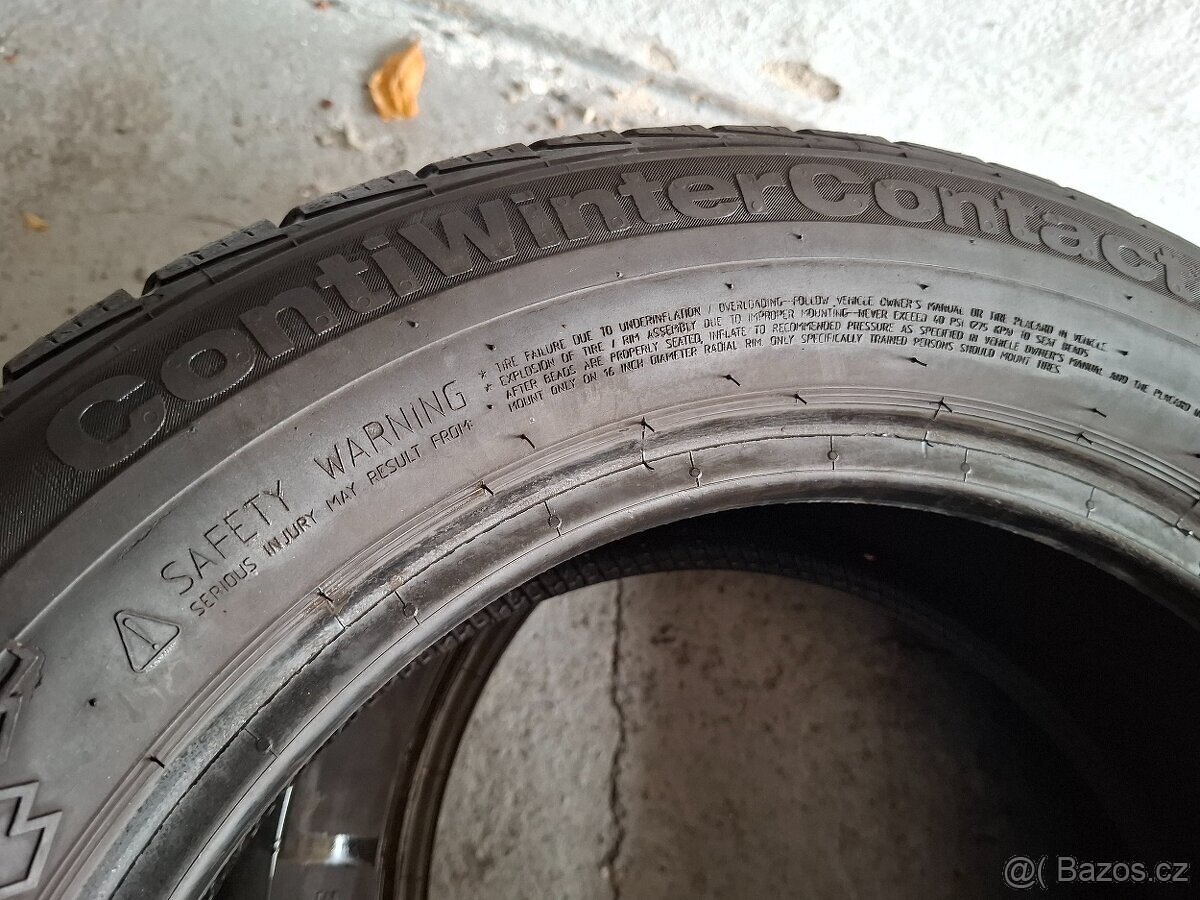 ContiWinterContact
SAFETY WARNING
SERIOUS INJURY MAY RESULT FROM:
* TIRE FAILURE DUE TO UNDERINFLATION / OVERLOADING-FOLLOW VEHICLE OWNER'S MANUAL OR TIRE PLACARD IN VEHICLE
* EXPLOSION OF TIRE / RIM ASSEMBLY DUE TO IMPROPER MOUNTING-NEVER EXCEED 40 PSI (275 KPA) TO SEAT BEADS
* AFTER BEADS ARE PROPERLY SEATED, INFLATE TO RECOMMENDED PRESSURE AS SPECIFIED IN VEHICLE OWNER'S MANUAL AND THE PLACARD IN
MOUNT ONLY ON 16 INCH DIAMETER RADIAL RIM. ONLY SPECIFICALLY TRAINED PERSONS SHOULD MOUNT TIRES
Bazos.cz